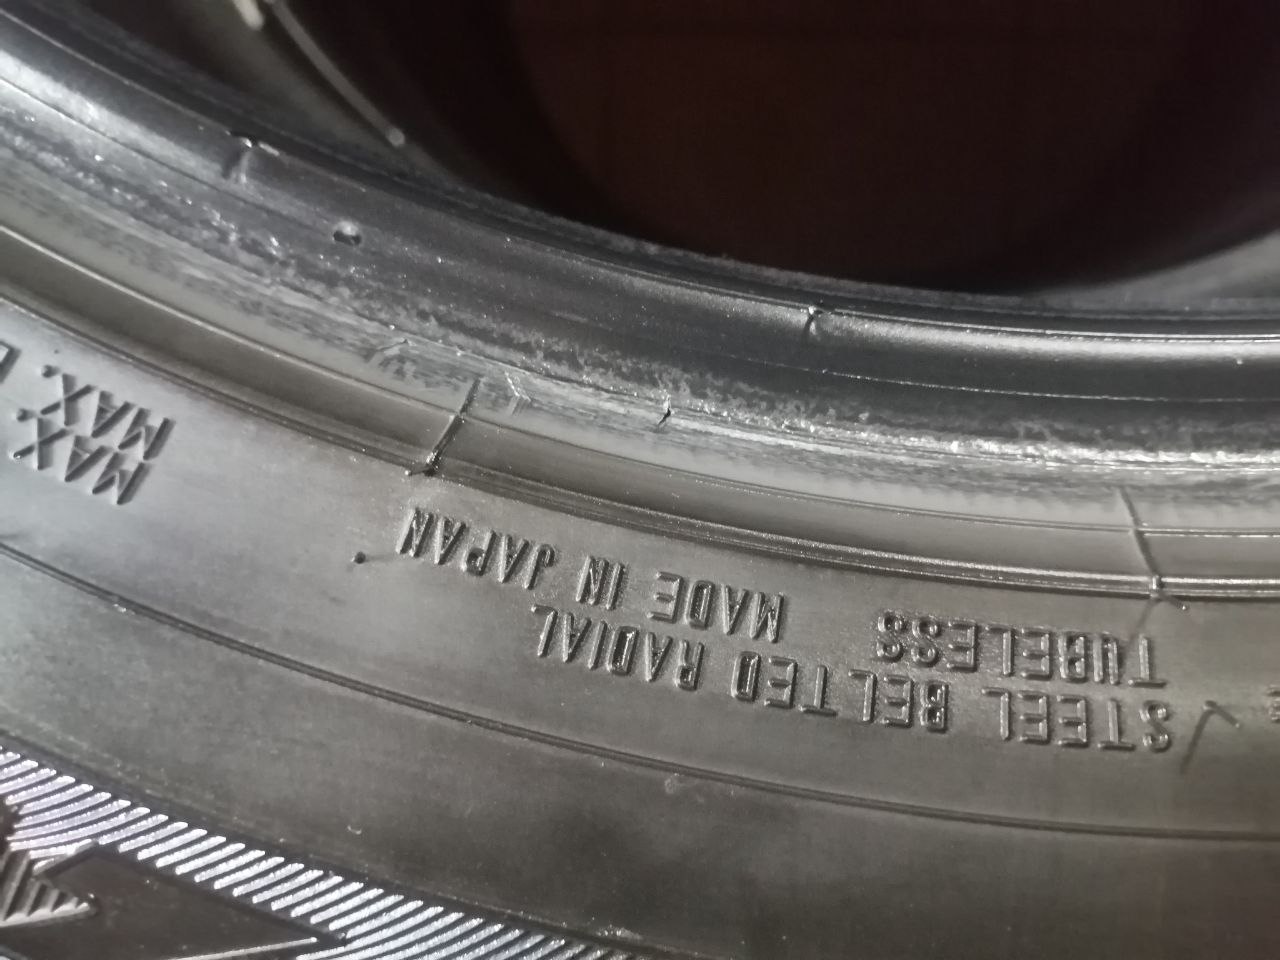 STEEL BELTED RADIAL
TUBELESS MADE IN JAPAN
MAX.
MAX.